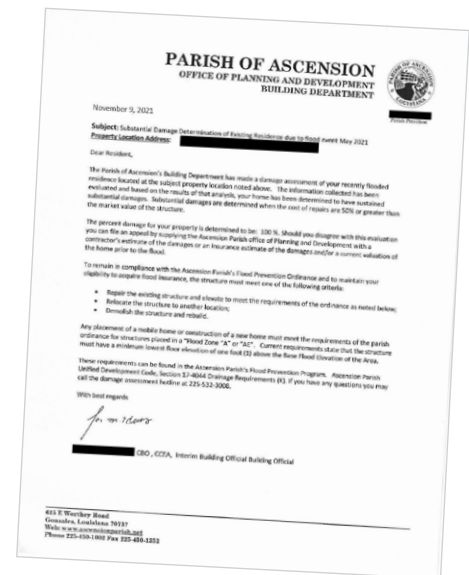 PARISH OF ASCENSION
OFFICE OF PLANNING AND DEVELOPMENT
BUILDING DEPARTMENT
PARISH OF ASCENSION
LOUISIANA
Parish President
November 9, 2021
Subject: Substantial Damage Determination of Existing Residence due to flood event May 2021
Property Location Address:
Dear Resident,
The Parish of Ascension's Building Department has made a damage assessment of your recently flooded
residence located at the subject property location noted above. The information collected has been
evaluated and based on the results of that analysis, your home has been determined to have sustained
substantial damages. Substantial damages are determined when the cost of repairs are 50% or greater than
the market value of the structure.
The percent damage for your property is determined to be: 100 %. Should you disagree with this evaluation
you can file an appeal by supplying the Ascension Parish office of Planning and Development with a
contractor's estimate of the damages or an insurance estimate of the damages and/or a current valuation of
the home prior to the flood.
To remain in compliance with the Ascension Parish's Flood Prevention Ordinance and to maintain your
eligibility to acquire flood insurance, the structure must meet one of the following criteria:
• Repair the existing structure and elevate to meet the requirements of the ordinance as noted below;
• Relocate the structure to another location;
• Demolish the structure and rebuild.
Any placement of a mobile home or construction of a new home must meet the requirements of the parish
ordinance for structures placed in a "Flood Zone "A" or "AE". Current requirements state that the structure
must have a minimum lowest floor elevation of one foot (1) above the Base Flood Elevation of the Area.
These requirements can be found in the Ascension Parish's Flood Prevention Program. Ascension Parish
Unified Development Code, Section 17-4044 Drainage Requirements (K). If you have any questions you may
call the damage assessment hotline at 225-532-3008.
With best regards
CBO, CCEA, Interim Building Official Building Official
615 E Worthey Road
Gonzales, Louisiana 70737
Web: www.ascensionparish.net
Phone 225-450-1002 Fax 225-450-1352